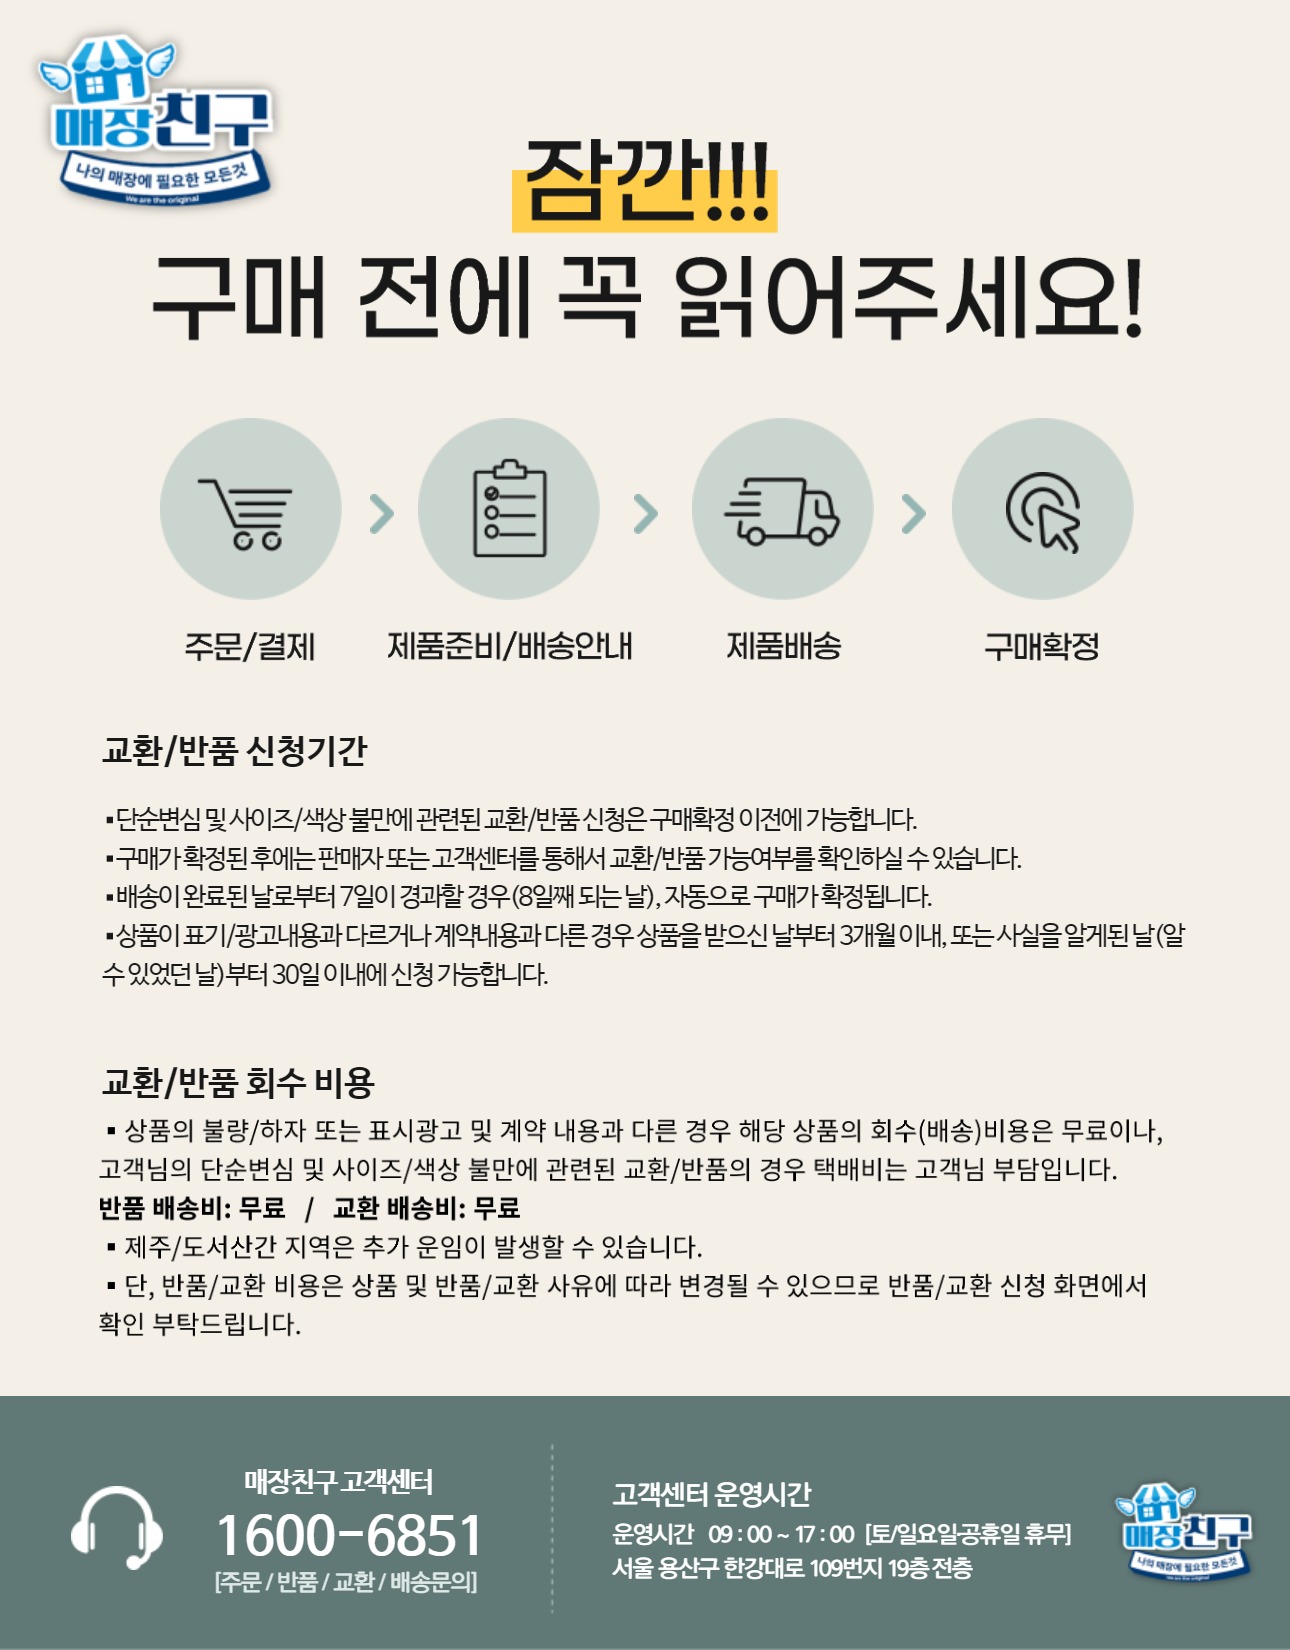 매장친구
나의 매장에 필요한 모든것
We are the original
잠깐!!!
구매 전에 꼭 읽어주세요!
주문/결제
제품준비/배송안내
제품배송
구매확정
교환/반품 신청기간
▪단순변심 및 사이즈/색상 불만에 관련된 교환/반품 신청은 구매확정 이전에 가능합니다.
▪구매가 확정된 후에는 판매자 또는 고객센터를 통해서 교환/반품 가능여부를 확인하실 수 있습니다.
▪배송이 완료된 날로부터 7일이 경과할 경우(8일째 되는 날), 자동으로 구매가 확정됩니다.
▪상품이 표기/광고내용과 다르거나 계약내용과 다른 경우 상품을 받으신 날부터 3개월 이내, 또는 사실을 알게된 날(알
수 있었던 날)부터 30일 이내에 신청 가능합니다.
교환/반품 회수 비용
▪ 상품의 불량/하자 또는 표시광고 및 계약 내용과 다른 경우 해당 상품의 회수(배송)비용은 무료이나,
고객님의 단순변심 및 사이즈/색상 불만에 관련된 교환/반품의 경우 택배비는 고객님 부담입니다.
반품 배송비: 무료 / 교환 배송비: 무료
▪ 제주/도서산간 지역은 추가 운임이 발생할 수 있습니다.
▪ 단, 반품/교환 비용은 상품 및 반품/교환 사유에 따라 변경될 수 있으므로 반품/교환 신청 화면에서
확인 부탁드립니다.
매장친구 고객센터
1600-6851
[주문 / 반품 / 교환 / 배송문의]
고객센터 운영시간
운영시간 09 : 00 ~ 17 : 00 [토/일요일·공휴일 휴무]
서울 용산구 한강대로 109번지 19층 전층
매장친구
나의 매장에 필요한 모든것
We are the original